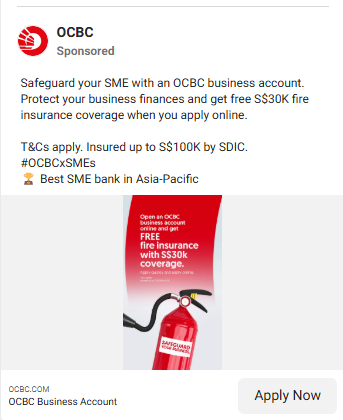 OCBC
Sponsored
Safeguard your SME with an OCBC business account.
Protect your business finances and get free S$30K fire
insurance coverage when you apply online.
T&Cs apply. Insured up to S$100K by SDIC.
#OCBCxSMEs
🏆 Best SME bank in Asia-Pacific
Open an OCBC
business account
online and get
FREE
fire insurance
with S$30k
coverage.
SAFEGUARD
YOUR BUSINESS
OCBC.COM
OCBC Business Account
Apply Now